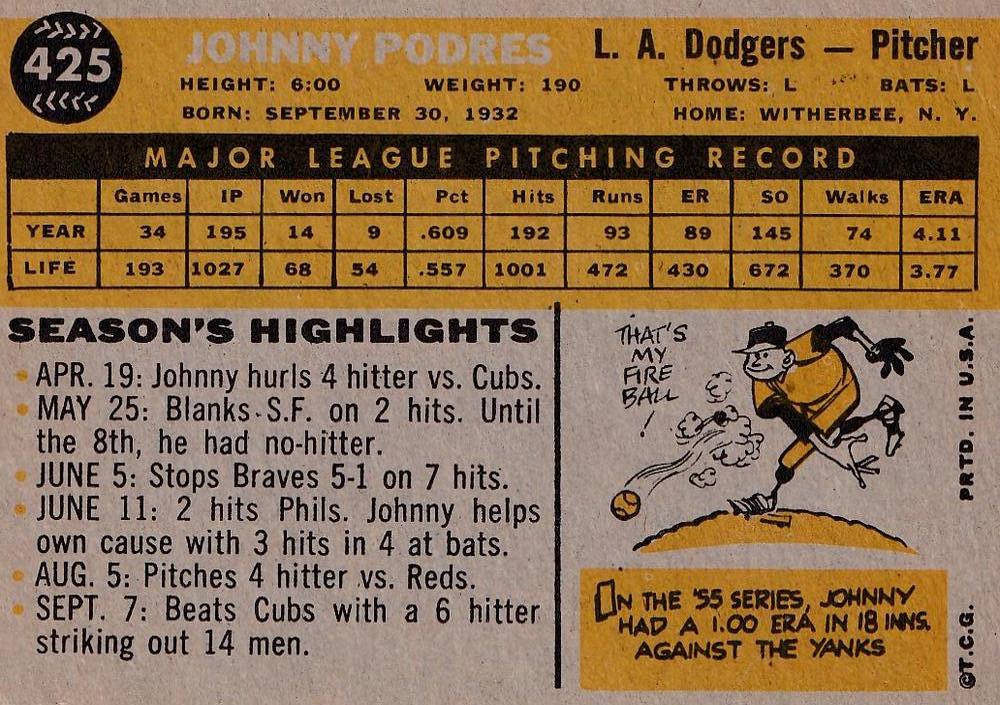 425
JOHNNY PODRES L. A. Dodgers — Pitcher
HEIGHT: 6:00 WEIGHT: 190 THROWS: L BATS: L
BORN: SEPTEMBER 30, 1932 HOME: WITHERBEE, N. Y.
MAJOR LEAGUE PITCHING RECORD
Games IP Won Lost Pct Hits Runs ER SO Walks ERA
YEAR 34 195 14 9 .609 192 93 89 145 74 4.11
LIFE 193 1027 68 54 .557 1001 472 430 672 370 3.77
SEASON'S HIGHLIGHTS
• APR. 19: Johnny hurls 4 hitter vs. Cubs.
• MAY 25: Blanks S.F. on 2 hits. Until
the 8th, he had no-hitter.
• JUNE 5: Stops Braves 5-1 on 7 hits.
• JUNE 11: 2 hits Phils. Johnny helps
own cause with 3 hits in 4 at bats.
• AUG. 5: Pitches 4 hitter vs. Reds.
• SEPT. 7: Beats Cubs with a 6 hitter
striking out 14 men.
THAT'S
MY
FIRE
BALL
!
ON THE '55 SERIES, JOHNNY
HAD A 1.00 ERA IN 18 INNS.
AGAINST THE YANKS
©T.C.G. PRTD. IN U.S.A.